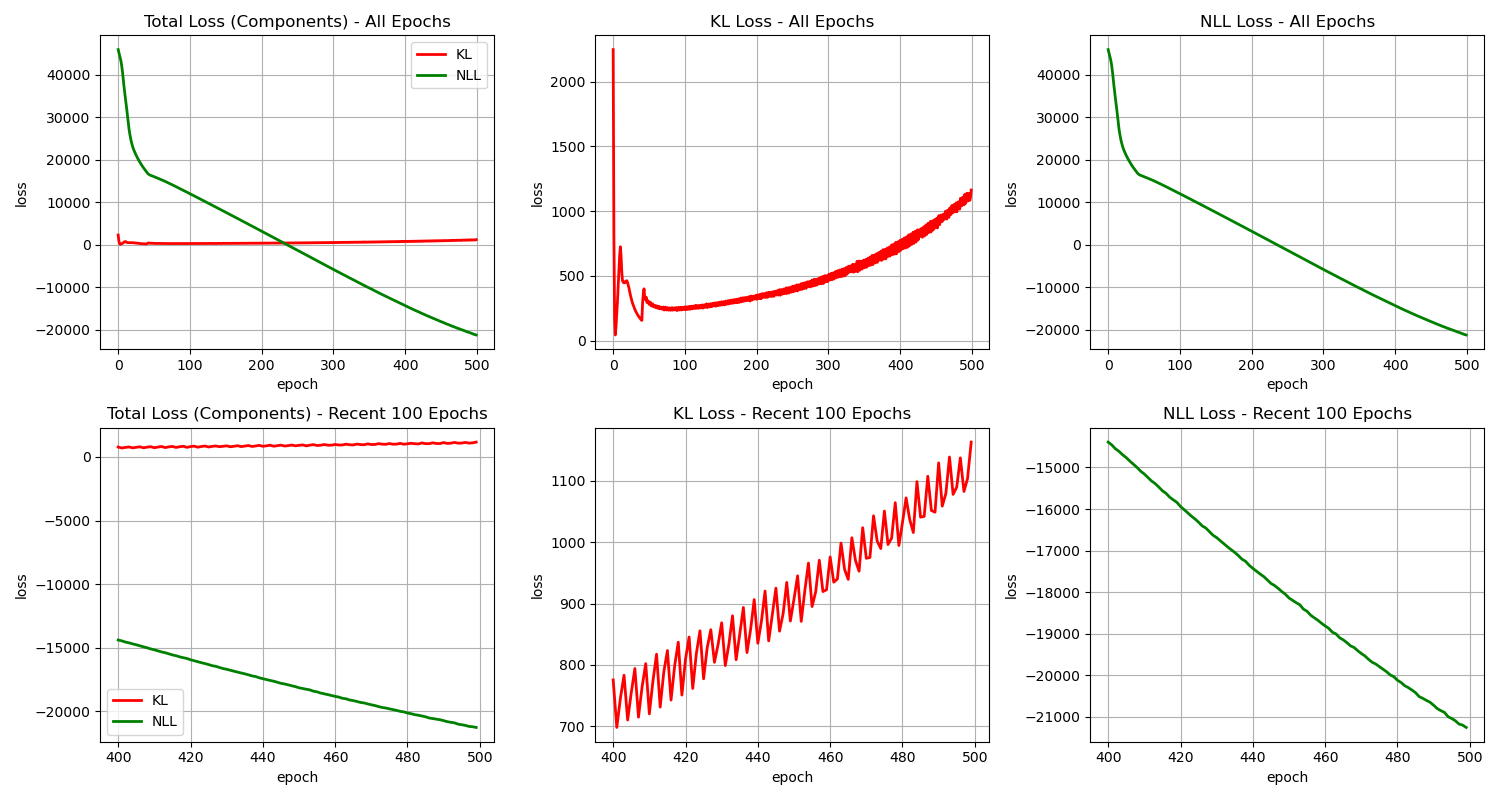 Total Loss (Components) - All Epochs
KL Loss - All Epochs
NLL Loss - All Epochs
KL
NLL
40000
30000
20000
10000
0
−10000
−20000
loss
0 100 200 300 400 500
epoch
2000
1500
1000
500
0
loss
0 100 200 300 400 500
epoch
40000
30000
20000
10000
0
−10000
−20000
loss
0 100 200 300 400 500
epoch
Total Loss (Components) - Recent 100 Epochs
KL Loss - Recent 100 Epochs
NLL Loss - Recent 100 Epochs
0
−5000
−10000
−15000
−20000
loss
KL
NLL
400 420 440 460 480 500
epoch
1100
1000
900
800
700
loss
400 420 440 460 480 500
epoch
−15000
−16000
−17000
−18000
−19000
−20000
−21000
loss
400 420 440 460 480 500
epoch